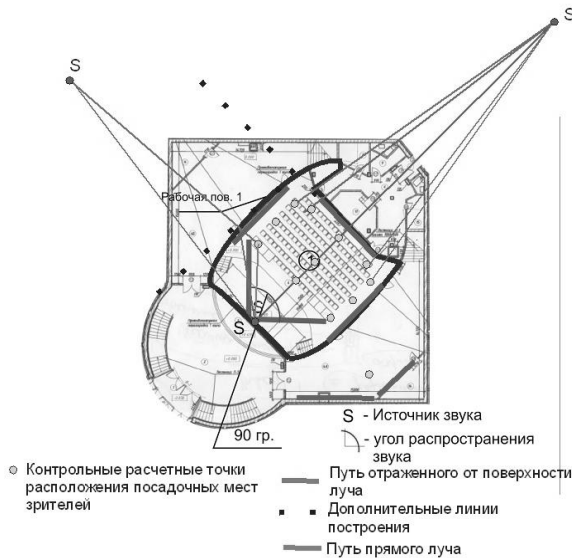 S
S
Рабочая пов. 1
1
S
S
90 гр.
S - Источник звука
- угол распространения
звука
Контрольные расчетные точки
расположения посадочных мест
зрителей
Путь отраженного от поверхности
луча
Дополнительные линии
построения
Путь прямого луча